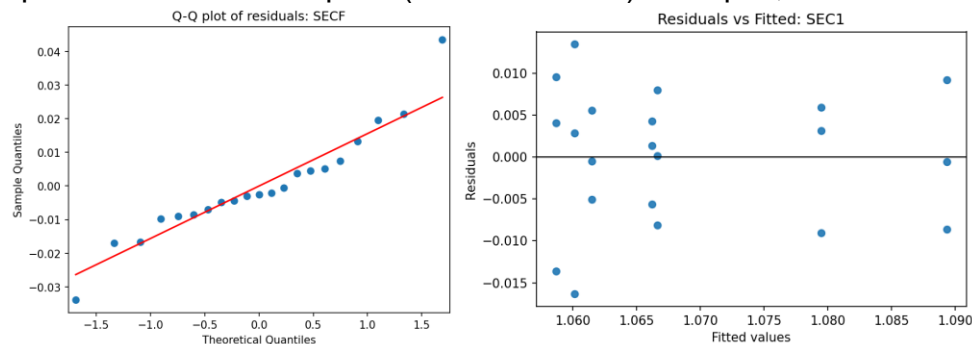 Q-Q plot of residuals: SECF
Sample Quantiles
0.04
0.03
0.02
0.01
0.00
−0.01
−0.02
−0.03
−1.5 −1.0 −0.5 0.0 0.5 1.0 1.5
Theoretical Quantiles
Residuals vs Fitted: SEC1
Residuals
0.010
0.005
0.000
−0.005
−0.010
−0.015
1.060 1.065 1.070 1.075 1.080 1.085 1.090
Fitted values